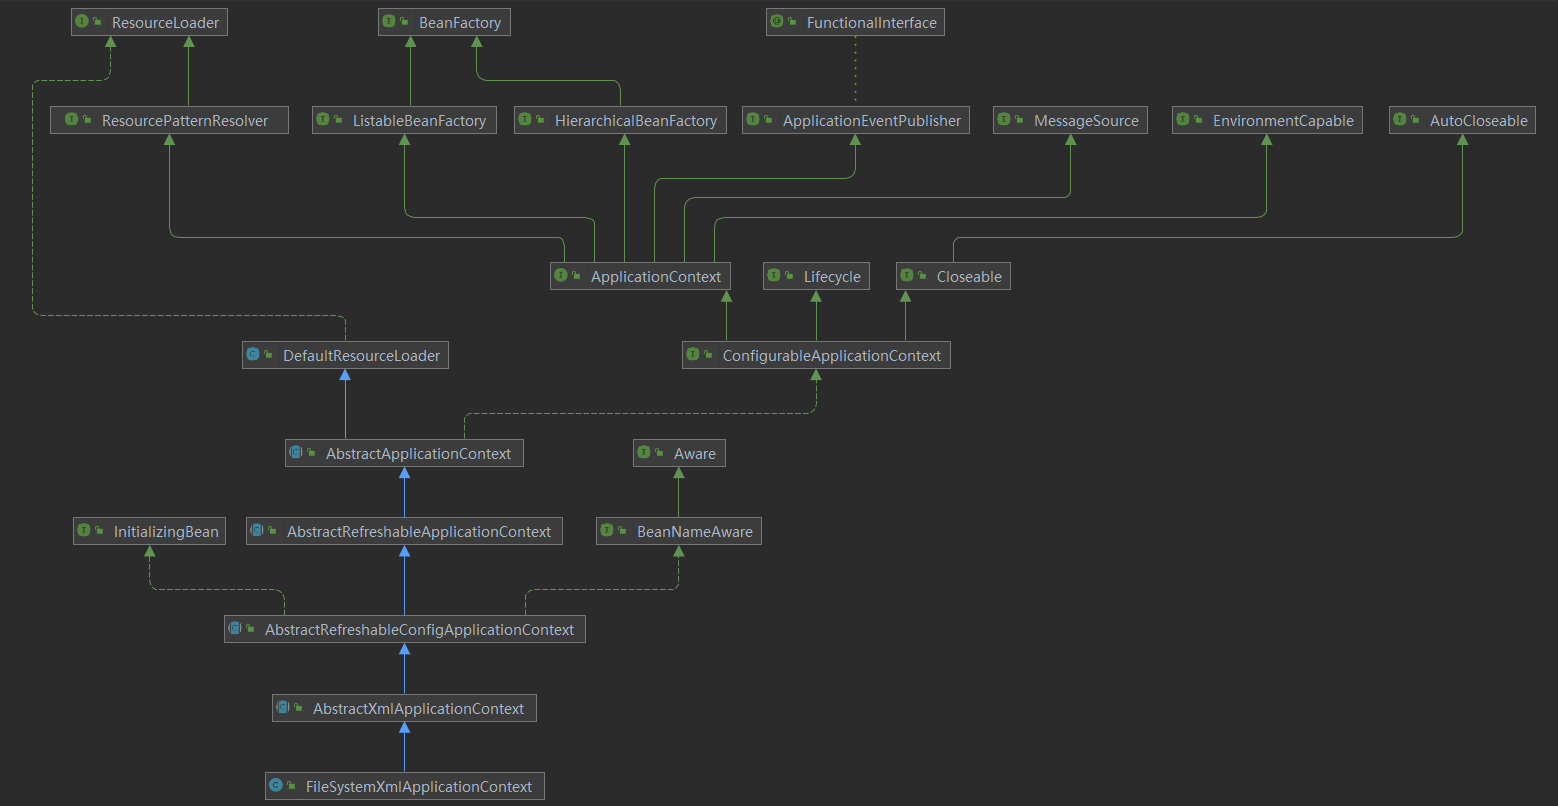 ResourceLoader
BeanFactory
FunctionalInterface
ResourcePatternResolver
ListableBeanFactory
HierarchicalBeanFactory
ApplicationEventPublisher
MessageSource
EnvironmentCapable
AutoCloseable
ApplicationContext
Lifecycle
Closeable
DefaultResourceLoader
ConfigurableApplicationContext
AbstractApplicationContext
Aware
InitializingBean
AbstractRefreshableApplicationContext
BeanNameAware
AbstractRefreshableConfigApplicationContext
AbstractXmlApplicationContext
FileSystemXmlApplicationContext